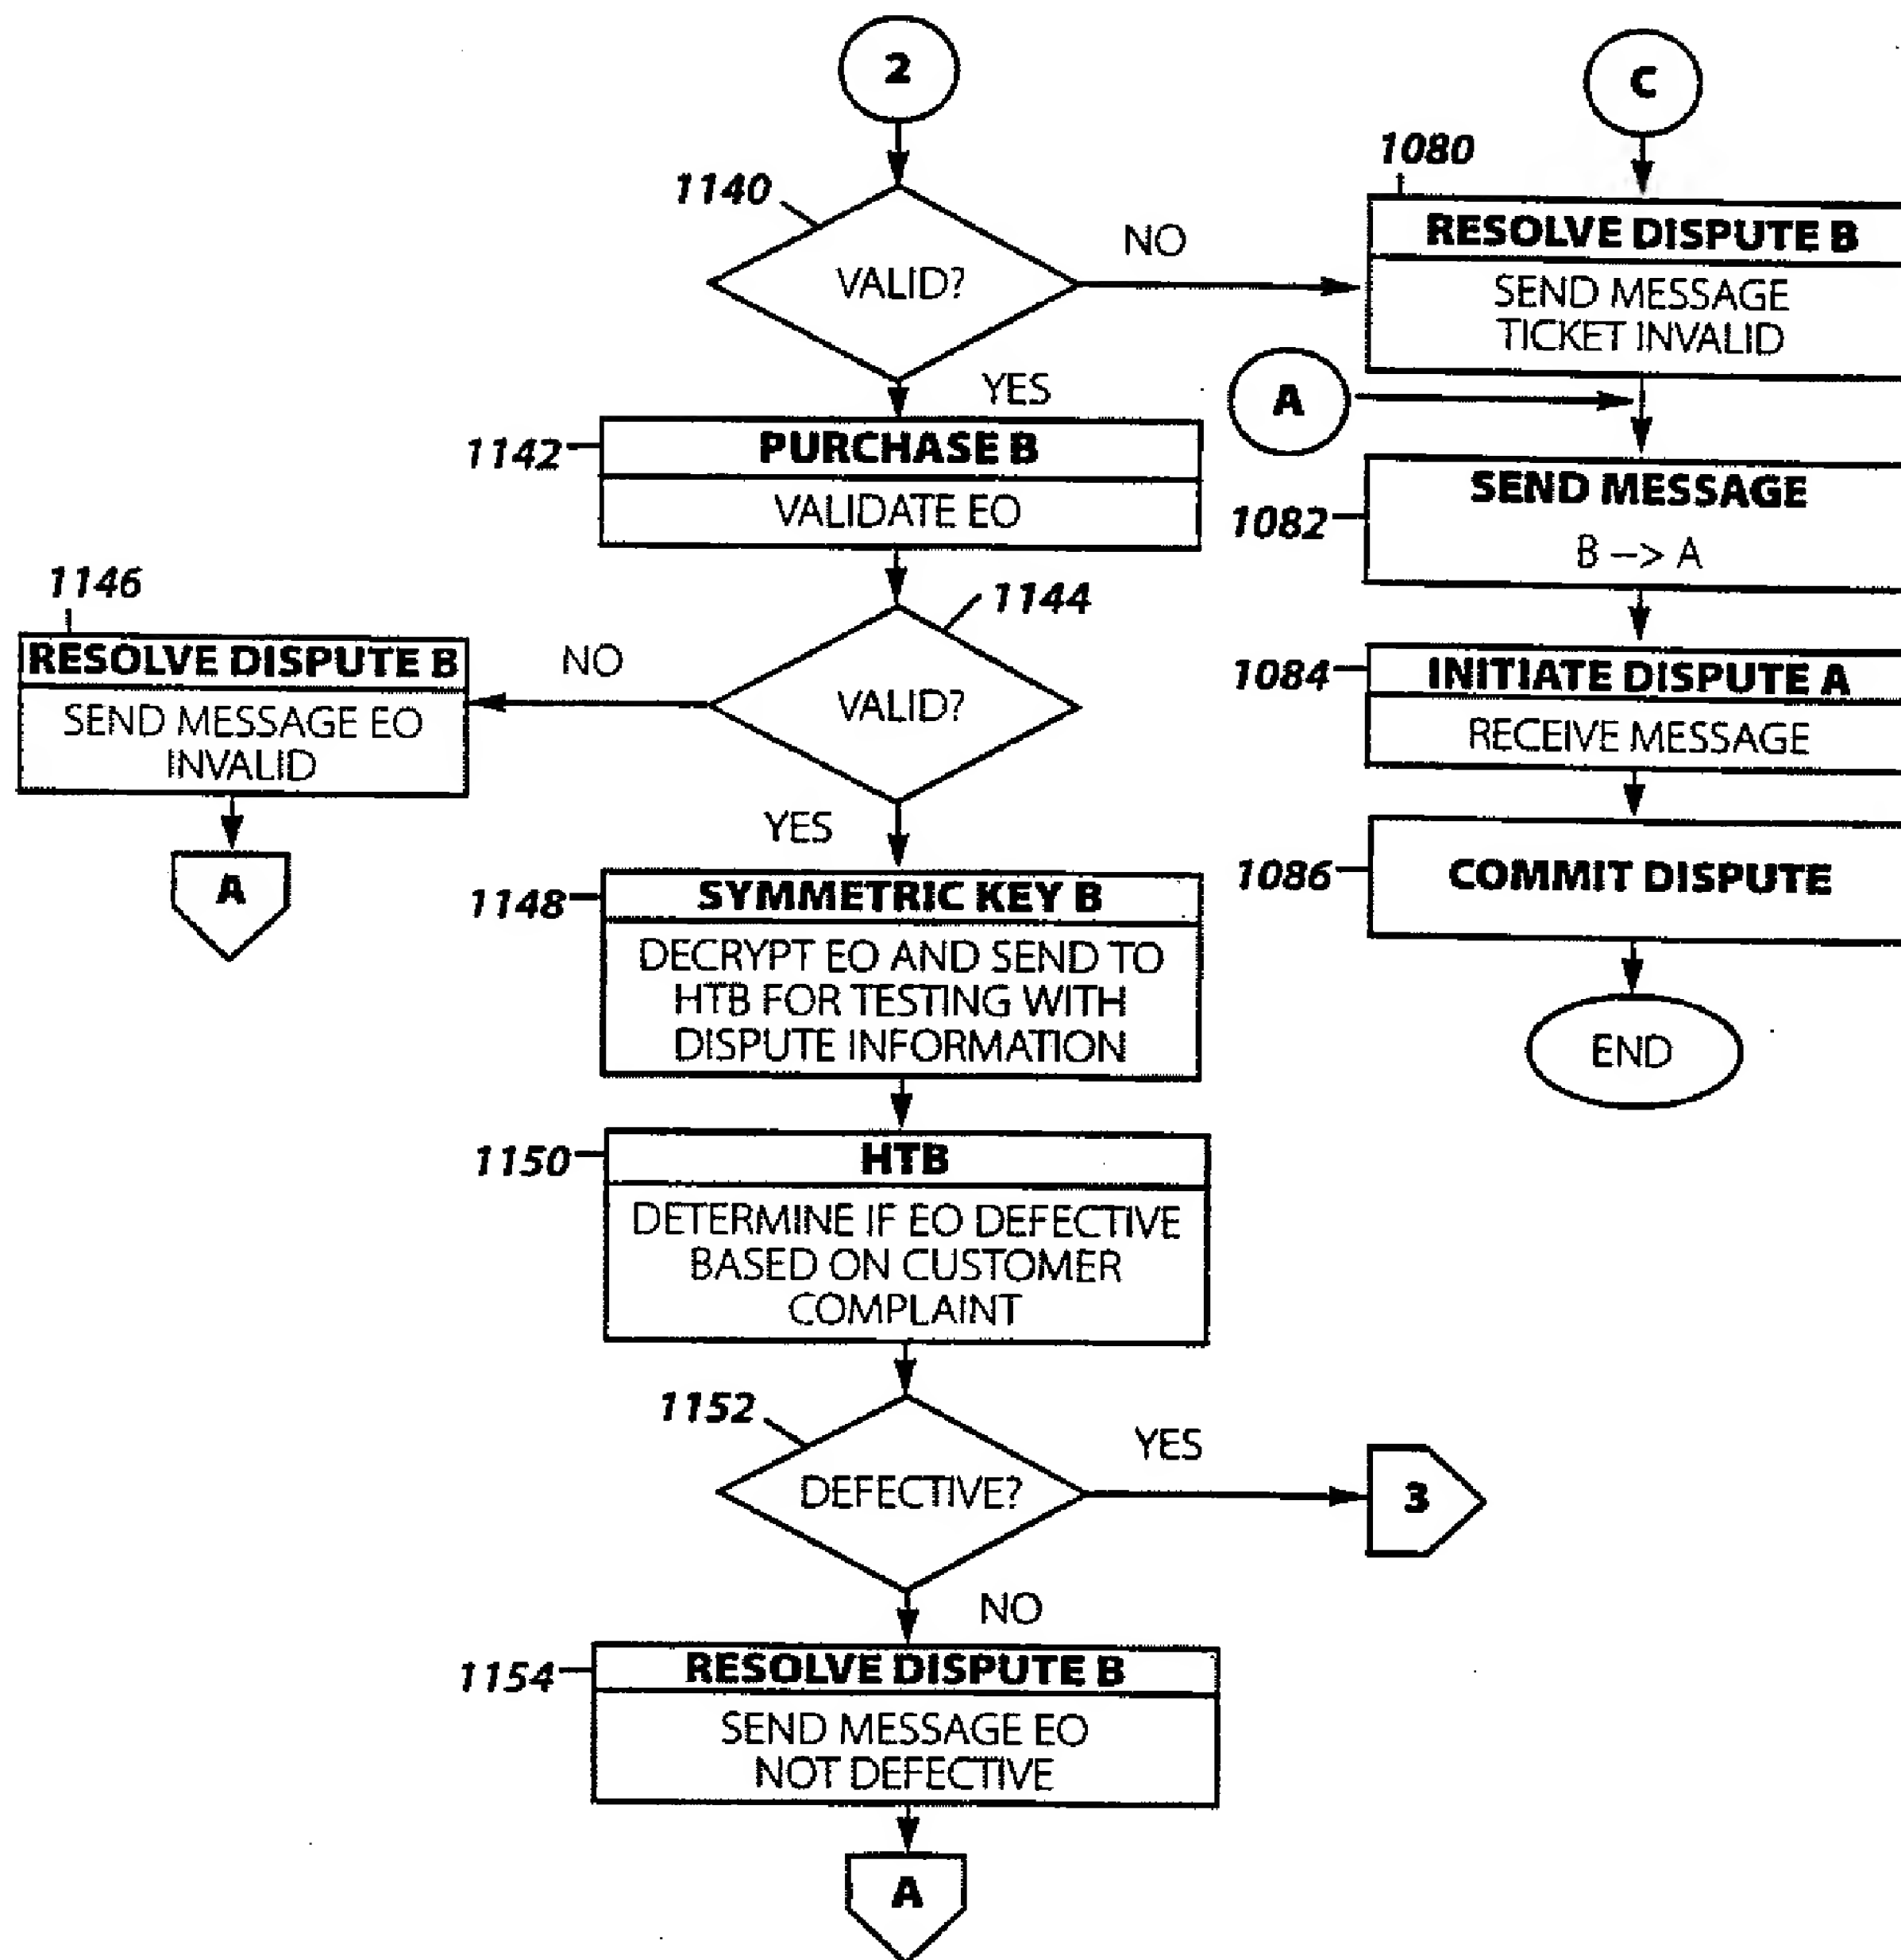 2
1140
VALID?
NO
YES
1142
PURCHASE B
VALIDATE EO
1144
VALID?
NO
1146
RESOLVE DISPUTE B
SEND MESSAGE EO
INVALID
A
YES
1148
SYMMETRIC KEY B
DECRYPT EO AND SEND TO
HTB FOR TESTING WITH
DISPUTE INFORMATION
1150
HTB
DETERMINE IF EO DEFECTIVE
BASED ON CUSTOMER
COMPLAINT
1152
DEFECTIVE?
YES
3
NO
1154
RESOLVE DISPUTE B
SEND MESSAGE EO
NOT DEFECTIVE
A
C
1080
RESOLVE DISPUTE B
SEND MESSAGE
TICKET INVALID
A
1082
SEND MESSAGE
B --> A
1084
INITIATE DISPUTE A
RECEIVE MESSAGE
1086
COMMIT DISPUTE
END